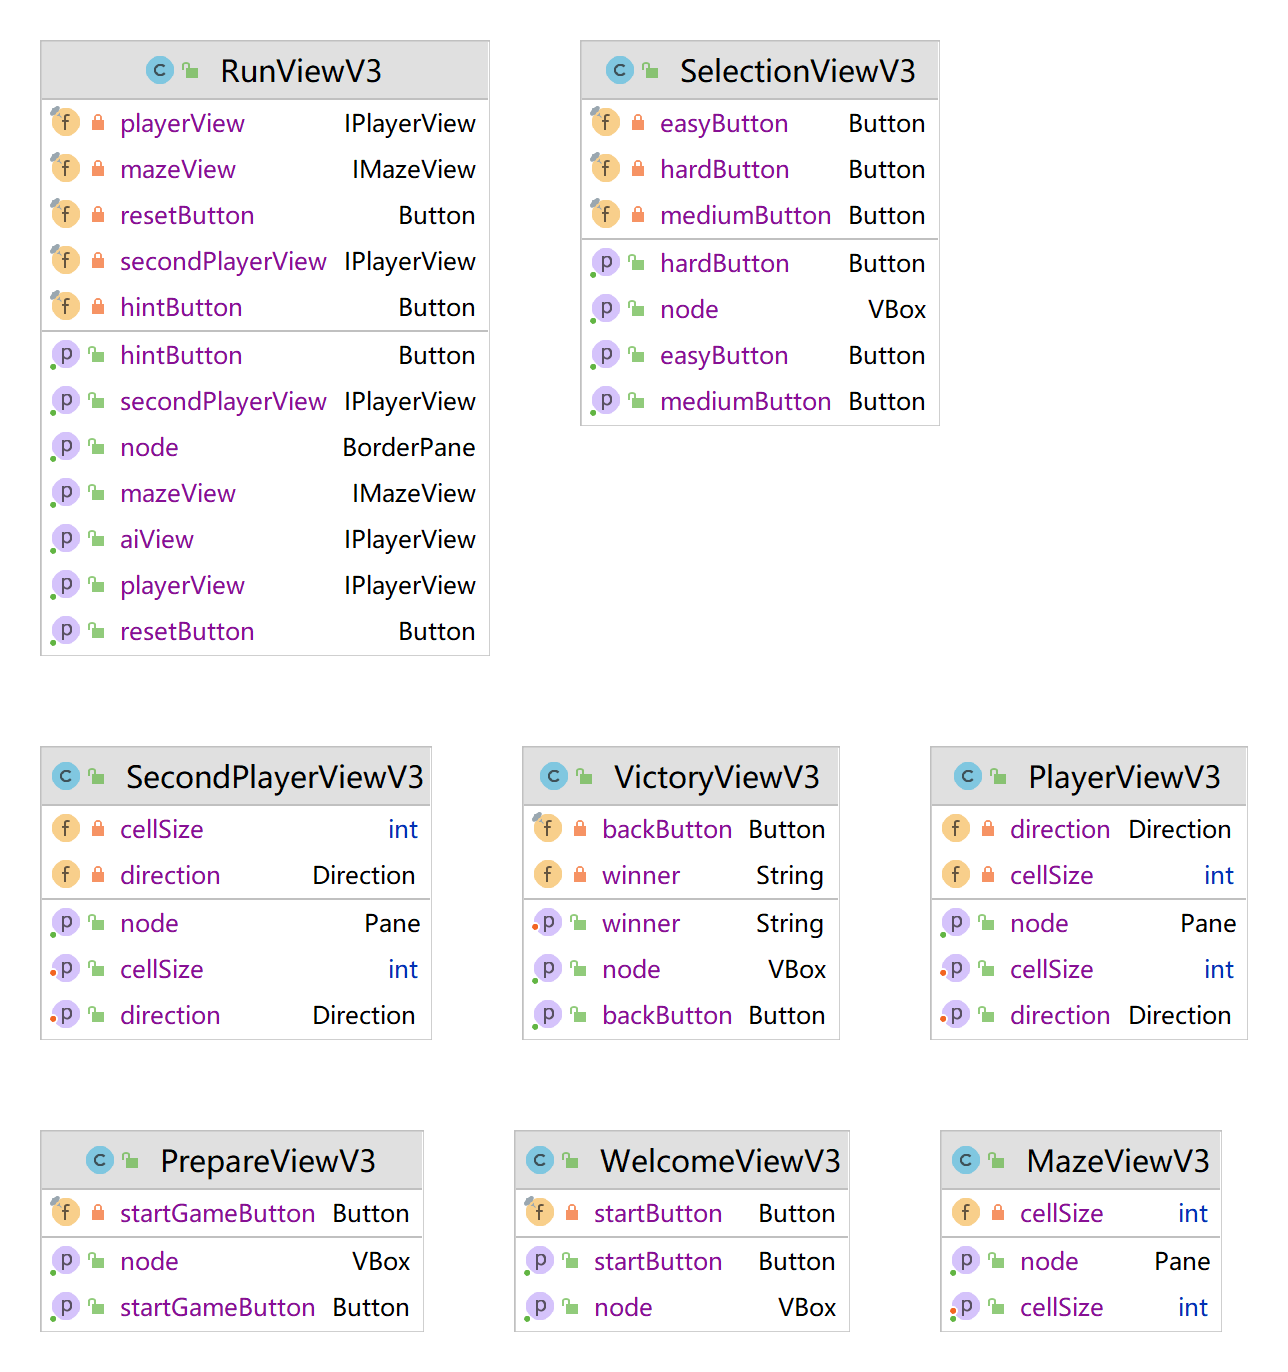 RunViewV3
playerView IPlayerView
mazeView IMazeView
resetButton Button
secondPlayerView IPlayerView
hintButton Button
hintButton Button
secondPlayerView IPlayerView
node BorderPane
mazeView IMazeView
aiView IPlayerView
playerView IPlayerView
resetButton Button
SelectionViewV3
easyButton Button
hardButton Button
mediumButton Button
hardButton Button
node VBox
easyButton Button
mediumButton Button
SecondPlayerViewV3
cellSize int
direction Direction
node Pane
cellSize int
direction Direction
VictoryViewV3
backButton Button
winner String
winner String
node VBox
backButton Button
PlayerViewV3
direction Direction
cellSize int
node Pane
cellSize int
direction Direction
PrepareViewV3
startGameButton Button
node VBox
startGameButton Button
WelcomeViewV3
startButton Button
startButton Button
node VBox
MazeViewV3
cellSize int
node Pane
cellSize int